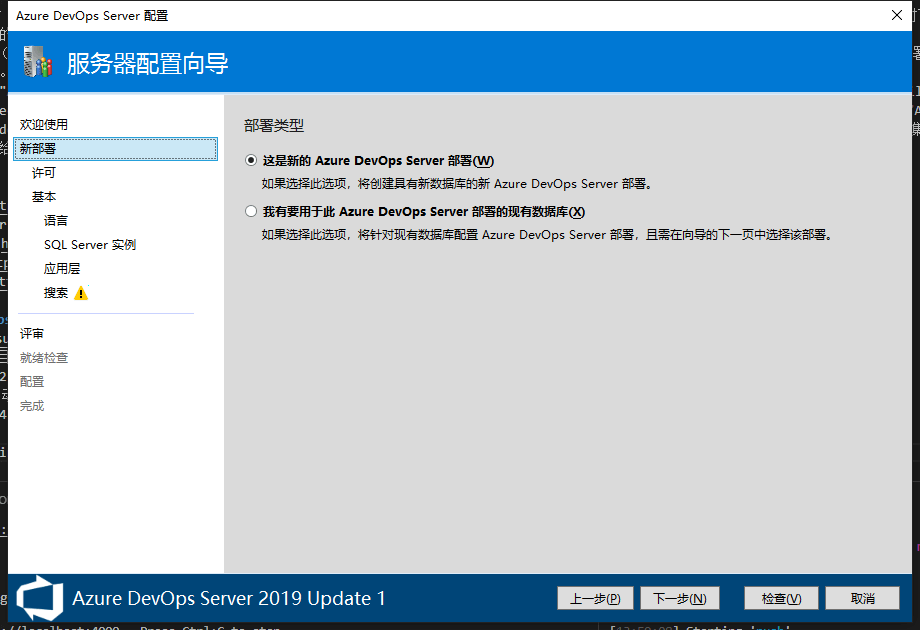 Azure DevOps Server 配置
服务器配置向导
欢迎使用
新部署
许可
基本
语言
SQL Server 实例
应用层
搜索
评审
就绪检查
配置
完成
部署类型
这是新的 Azure DevOps Server 部署(W)
如果选择此选项，将创建具有新数据库的新 Azure DevOps Server 部署。
我有要用于此 Azure DevOps Server 部署的现有数据库(X)
如果选择此选项，将针对现有数据库配置 Azure DevOps Server 部署，且需在向导的下一页中选择该部署。
Azure DevOps Server 2019 Update 1
上一步(P)
下一步(N)
检查(V)
取消